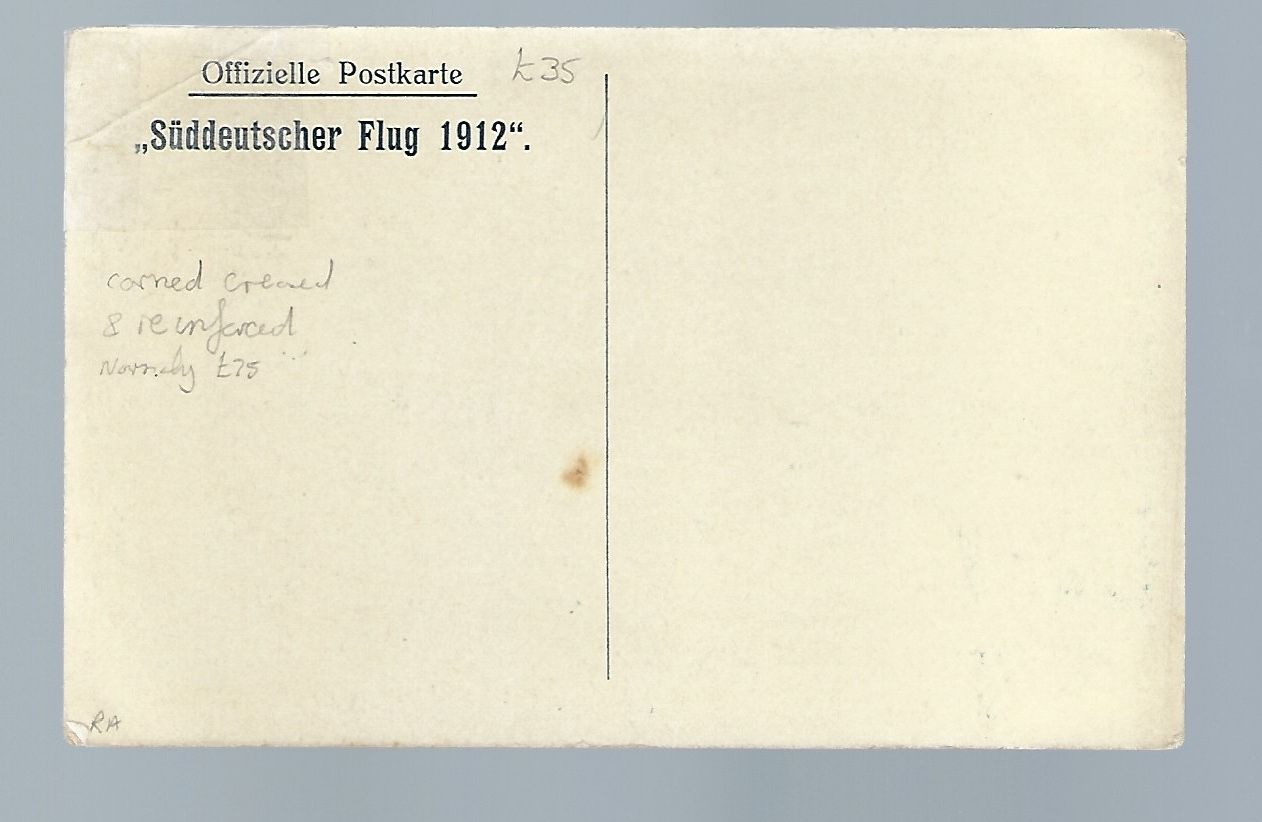 Offizielle Postkarte £35
„Süddeutscher Flug 1912“.
corned creased
& reinforced
Normally £75
RA